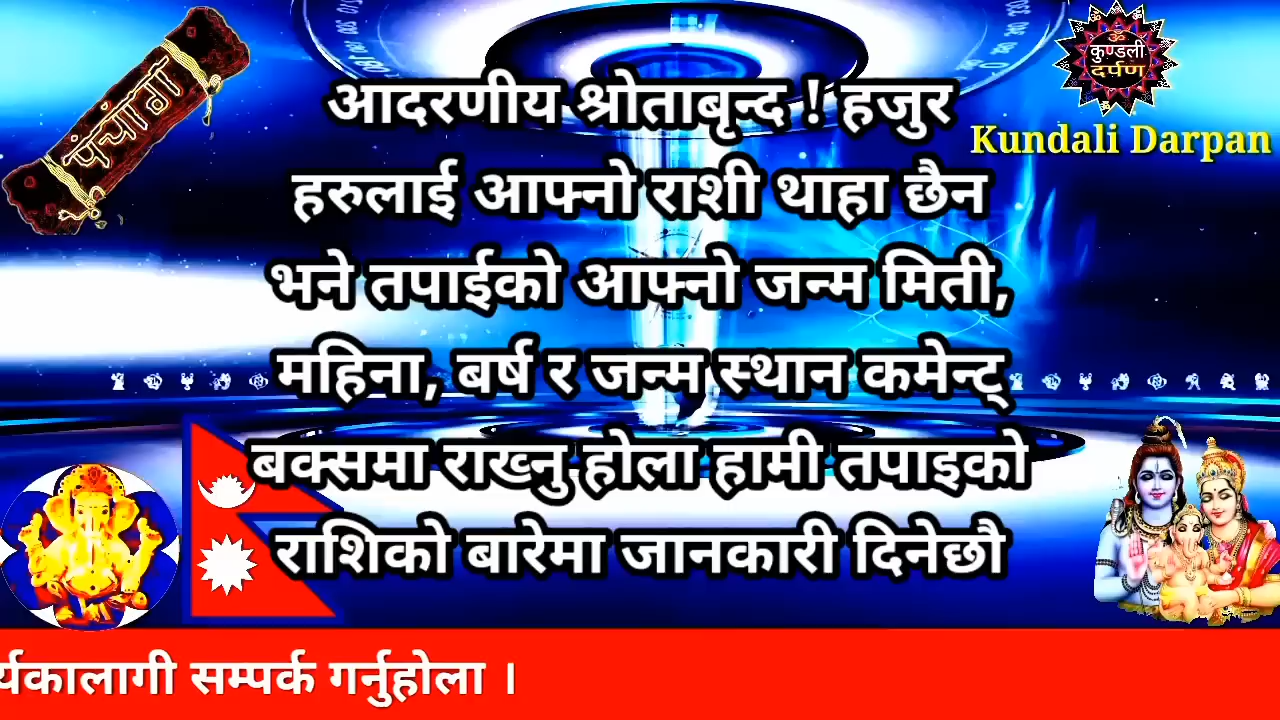 पंचांग
ॐ
कुण्डली
दर्पण
Kundali Darpan
आदरणीय श्रोताबृन्द ! हजुर
हरुलाई आफ्नो राशी थाहा छैन
भने तपाईको आफ्नो जन्म मिती,
महिना, बर्ष र जन्म स्थान कमेन्ट्
बक्समा राख्नु होला हामी तपाइको
राशिको बारेमा जानकारी दिनेछौ
र्यकालागी सम्पर्क गर्नुहोला ।